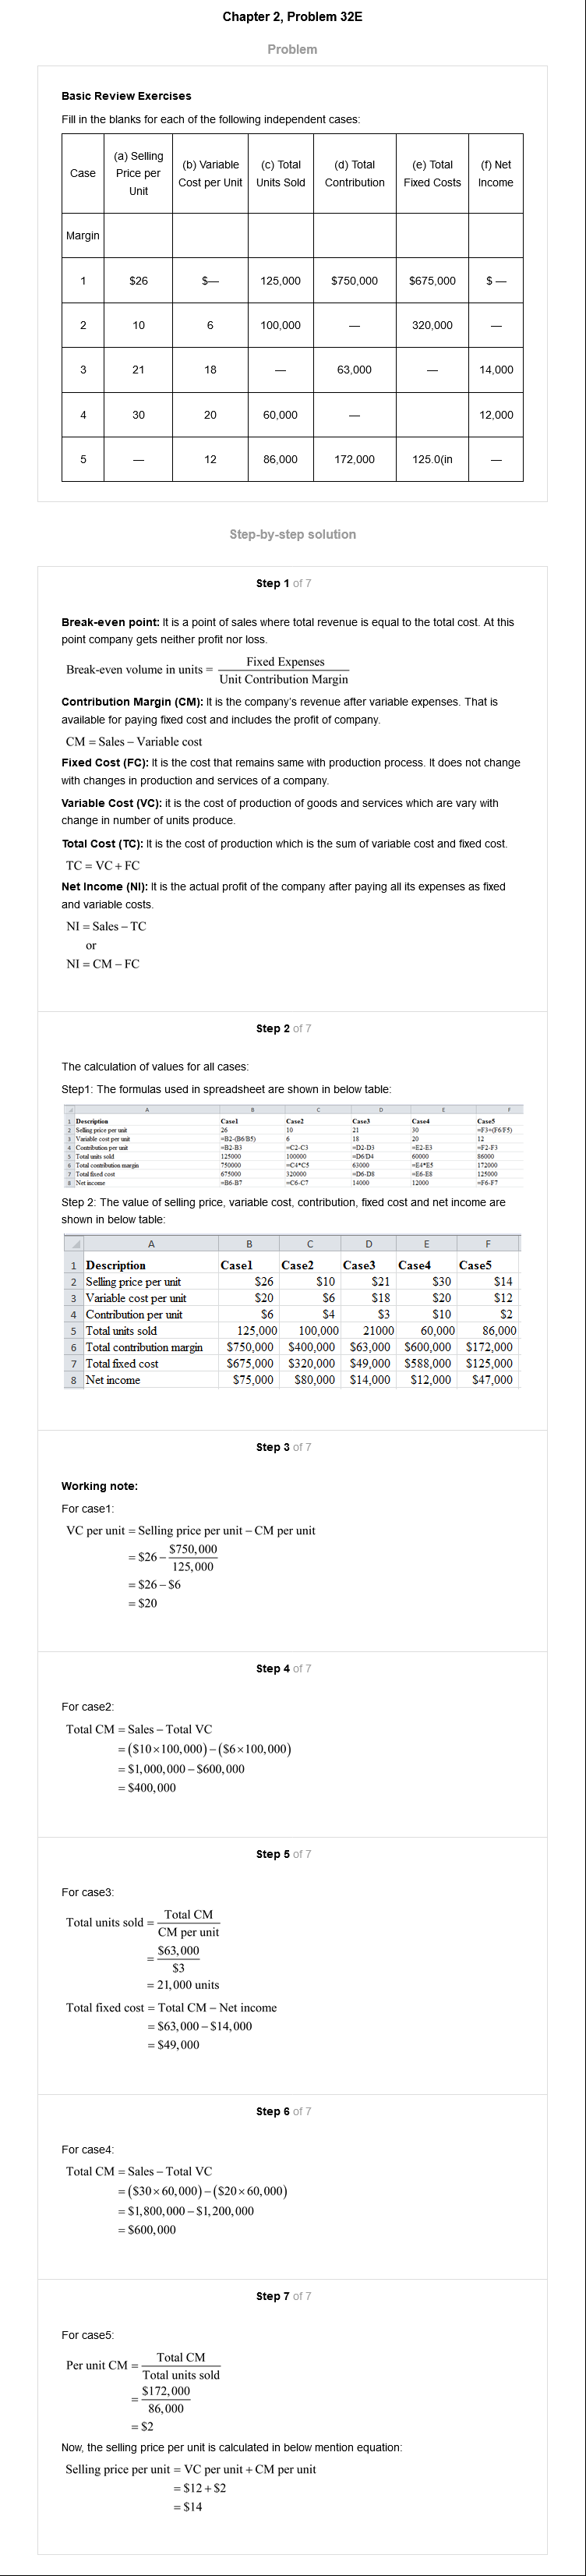 Chapter 2, Problem 32E
Problem
Basic Review Exercises
Fill in the blanks for each of the following independent cases:
Case (a) Selling Price per Unit (b) Variable Cost per Unit (c) Total Units Sold (d) Total Contribution (e) Total Fixed Costs (f) Net Income
Margin
1 $26 $— 125,000 $750,000 $675,000 $ —
2 10 6 100,000 — 320,000 —
3 21 18 — 63,000 — 14,000
4 30 20 60,000 — 12,000
5 — 12 86,000 172,000 125.0(in —
Step-by-step solution
Step 1 of 7
Break-even point: It is a point of sales where total revenue is equal to the total cost. At this
point company gets neither profit nor loss.
Break-even volume in units = Fixed Expenses / Unit Contribution Margin
Contribution Margin (CM): It is the company's revenue after variable expenses. That is
available for paying fixed cost and includes the profit of company.
CM = Sales − Variable cost
Fixed Cost (FC): It is the cost that remains same with production process. It does not change
with changes in production and services of a company.
Variable Cost (VC): it is the cost of production of goods and services which are vary with
change in number of units produce.
Total Cost (TC): It is the cost of production which is the sum of variable cost and fixed cost.
TC = VC + FC
Net Income (NI): It is the actual profit of the company after paying all its expenses as fixed
and variable costs.
NI = Sales − TC
or
NI = CM − FC
Step 2 of 7
The calculation of values for all cases:
Step1: The formulas used in spreadsheet are shown in below table:
A B C D E F
1 Description Case1 Case2 Case3 Case4 Case5
2 Selling price per unit 26 10 21 30 =F3+(F6/F5)
3 Variable cost per unit =B2-(B6/B5) 6 18 20 12
4 Contribution per unit =B2-B3 =C2-C3 =D2-D3 =E2-E3 =F2-F3
5 Total units sold 125000 100000 =D6/D4 60000 86000
6 Total contribution margin 750000 =C4*C5 63000 =E4*E5 172000
7 Total fixed cost 675000 320000 =D6-D8 =E6-E8 125000
8 Net income =B6-B7 =C6-C7 14000 12000 =F6-F7
Step 2: The value of selling price, variable cost, contribution, fixed cost and net income are
shown in below table:
A B C D E F
1 Description Case1 Case2 Case3 Case4 Case5
2 Selling price per unit $26 $10 $21 $30 $14
3 Variable cost per unit $20 $6 $18 $20 $12
4 Contribution per unit $6 $4 $3 $10 $2
5 Total units sold 125,000 100,000 21000 60,000 86,000
6 Total contribution margin $750,000 $400,000 $63,000 $600,000 $172,000
7 Total fixed cost $675,000 $320,000 $49,000 $588,000 $125,000
8 Net income $75,000 $80,000 $14,000 $12,000 $47,000
Step 3 of 7
Working note:
For case1:
VC per unit = Selling price per unit − CM per unit
= $26 − $750,000 / 125,000
= $26 − $6
= $20
Step 4 of 7
For case2:
Total CM = Sales − Total VC
= ($10 × 100,000) − ($6 × 100,000)
= $1,000,000 − $600,000
= $400,000
Step 5 of 7
For case3:
Total units sold = Total CM / CM per unit
= $63,000 / $3
= 21,000 units
Total fixed cost = Total CM − Net income
= $63,000 − $14,000
= $49,000
Step 6 of 7
For case4:
Total CM = Sales − Total VC
= ($30 × 60,000) − ($20 × 60,000)
= $1,800,000 − $1,200,000
= $600,000
Step 7 of 7
For case5:
Per unit CM = Total CM / Total units sold
= $172,000 / 86,000
= $2
Now, the selling price per unit is calculated in below mention equation:
Selling price per unit = VC per unit + CM per unit
= $12 + $2
= $14